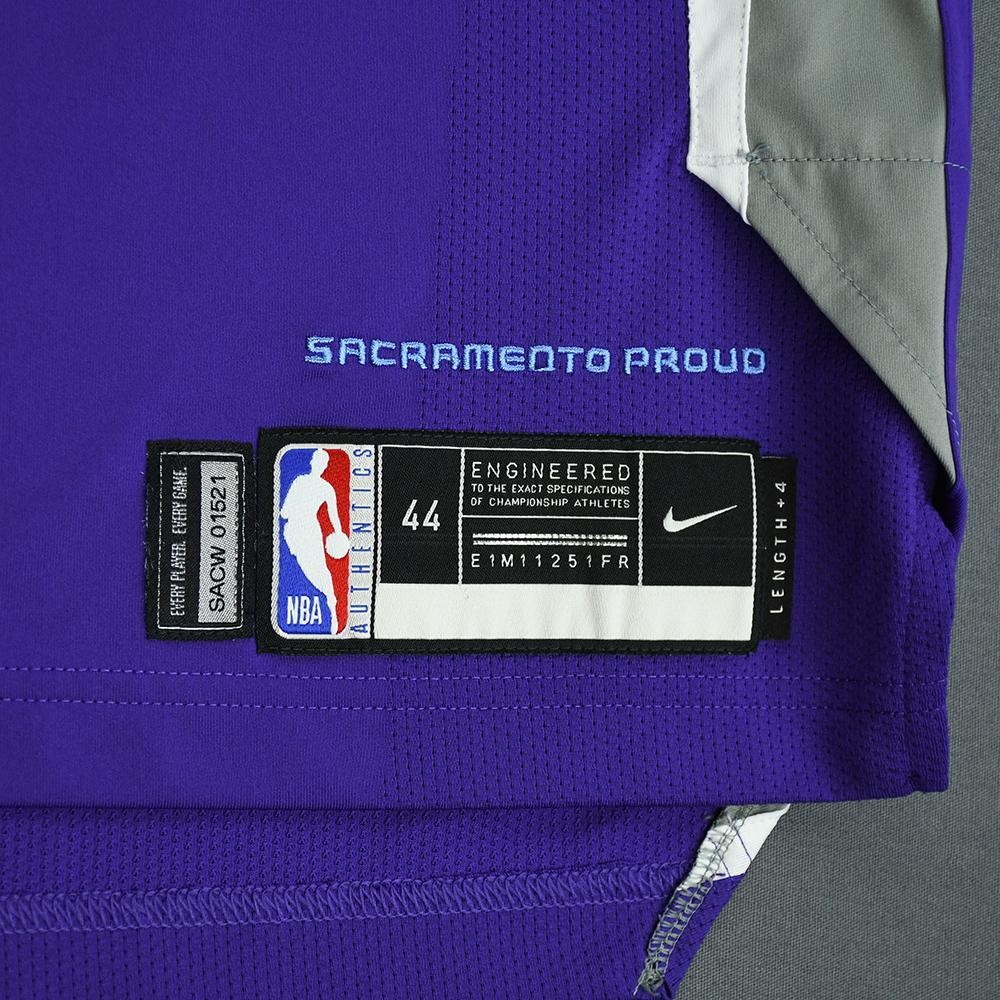 SACRAMENTO PROUD
EVERY PLAYER. EVERY GAME.
SACW 01521
NBA
AUTHENTICS
44
ENGINEERED
TO THE EXACT SPECIFICATIONS
OF CHAMPIONSHIP ATHLETES
E1M11251FR
LENGTH +4